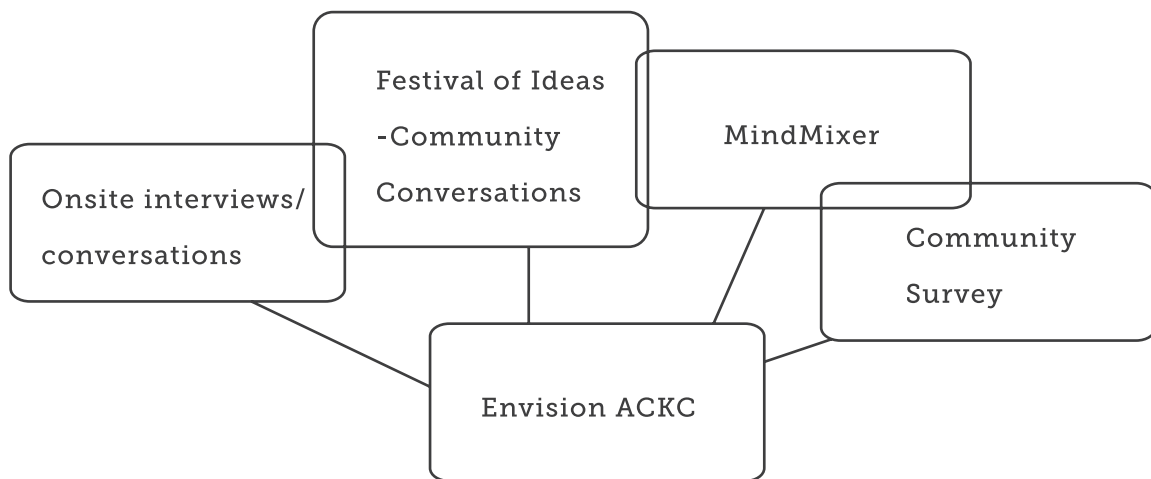 Festival of Ideas
-Community
Conversations
MindMixer
Onsite interviews/
conversations
Community
Survey
Envision ACKC